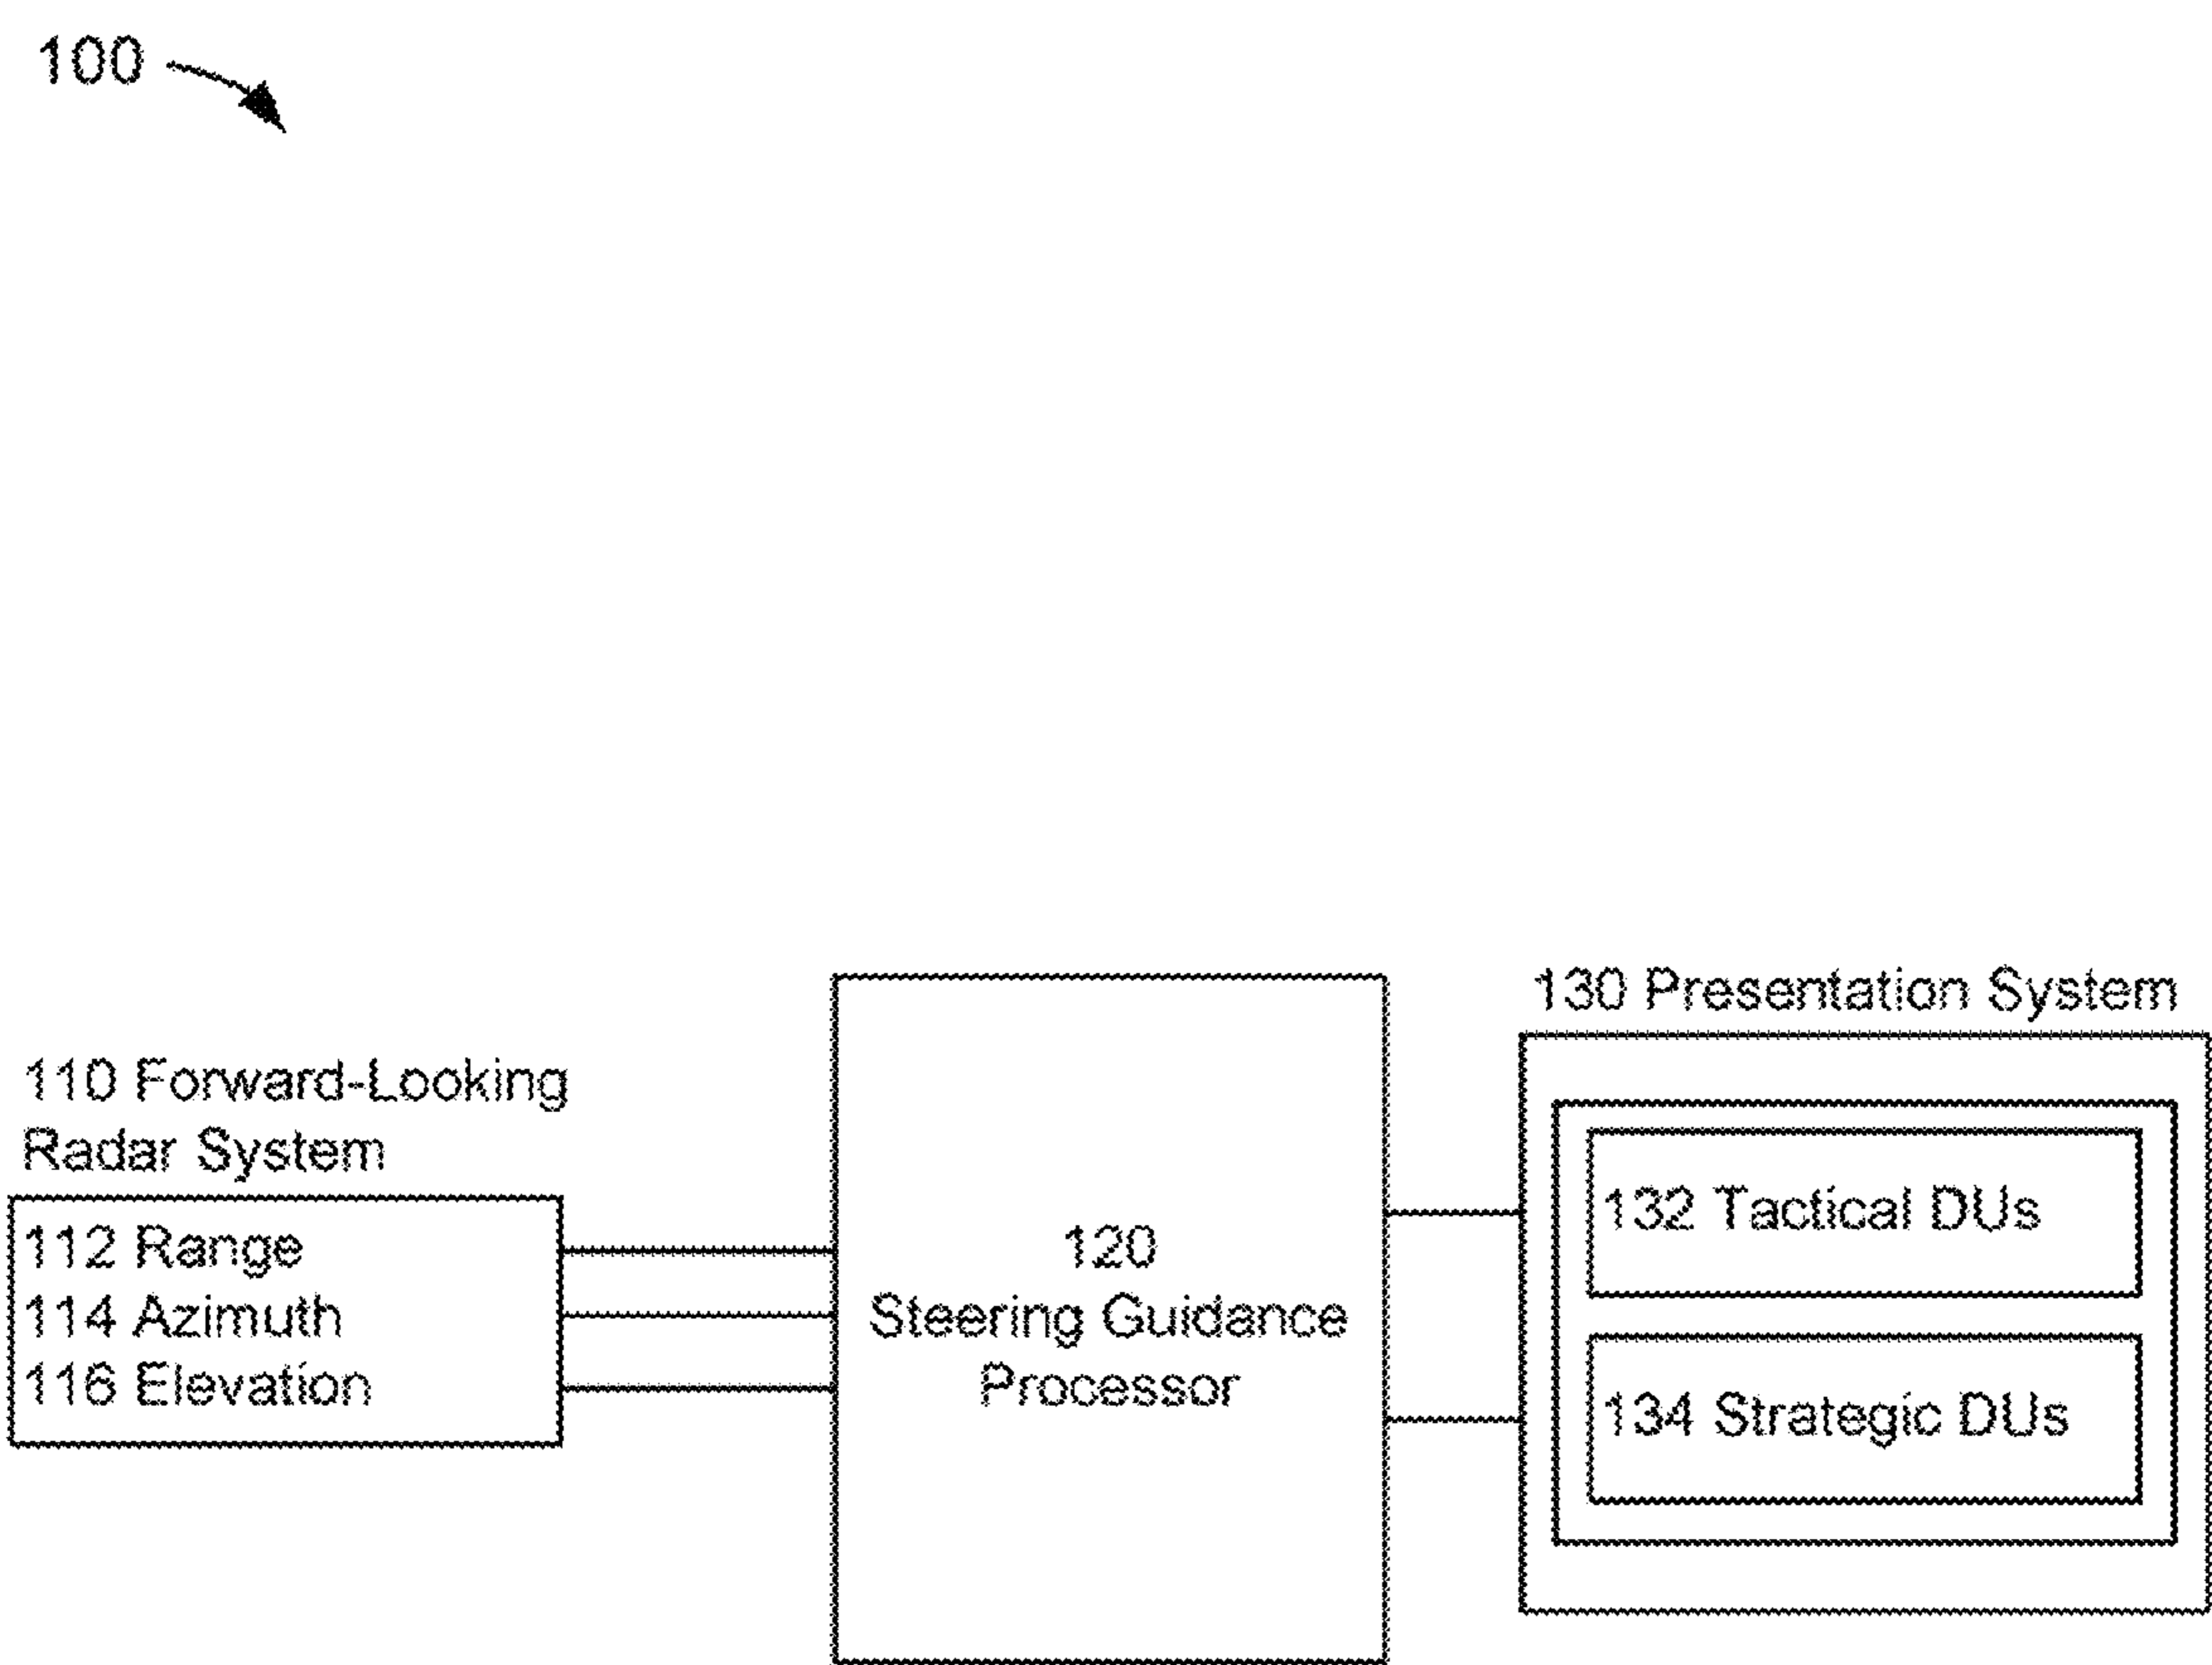 100
110 Forward-Looking
Radar System
112 Range
114 Azimuth
116 Elevation
120
Steering Guidance
Processor
130 Presentation System
132 Tactical DUs
134 Strategic DUs